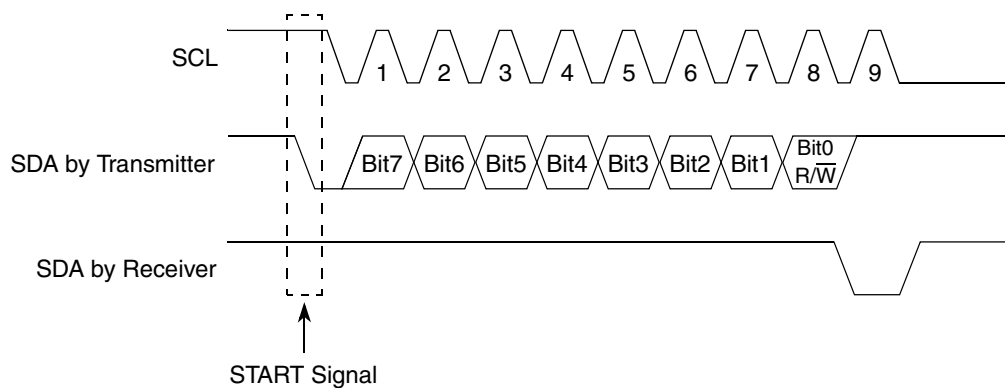 SCL
1 2 3 4 5 6 7 8 9
SDA by Transmitter
Bit7 Bit6 Bit5 Bit4 Bit3 Bit2 Bit1 Bit0
R/W̅
SDA by Receiver
START Signal